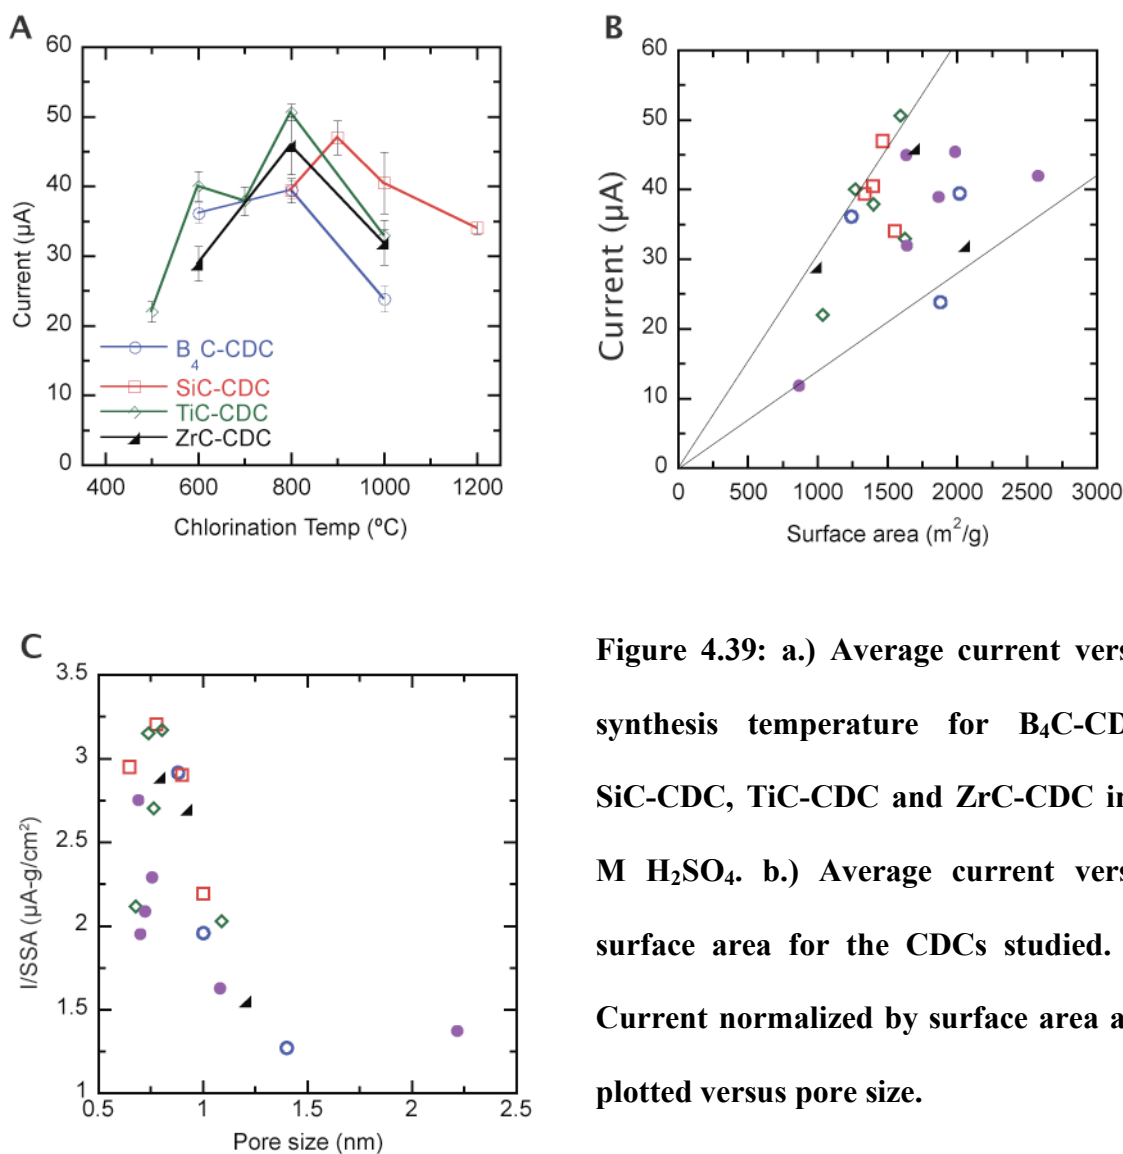 A
60
50
40
30
20
10
0
Current (µA)
B₄C-CDC
SiC-CDC
TiC-CDC
ZrC-CDC
400 600 800 1000 1200
Chlorination Temp (ºC)
B
60
50
40
30
20
10
0
Current (µA)
0 500 1000 1500 2000 2500 3000
Surface area (m²/g)
C
3.5
3
2.5
2
1.5
1
I/SSA (µA-g/cm²)
0.5 1 1.5 2 2.5
Pore size (nm)
Figure 4.39: a.) Average current vers
synthesis temperature for B₄C-CD
SiC-CDC, TiC-CDC and ZrC-CDC in
M H₂SO₄. b.) Average current vers
surface area for the CDCs studied.
Current normalized by surface area a
plotted versus pore size.